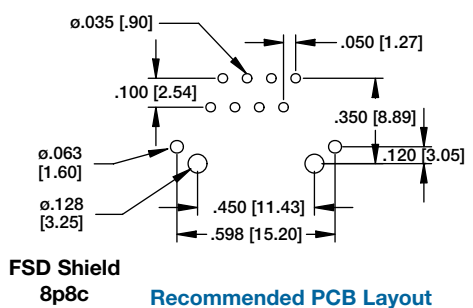 ø.035 [.90]
.050 [1.27]
.100 [2.54]
.350 [8.89]
.120 [3.05]
ø.063
[1.60]
ø.128
[3.25]
.450 [11.43]
.598 [15.20]
FSD Shield
8p8c
Recommended PCB Layout